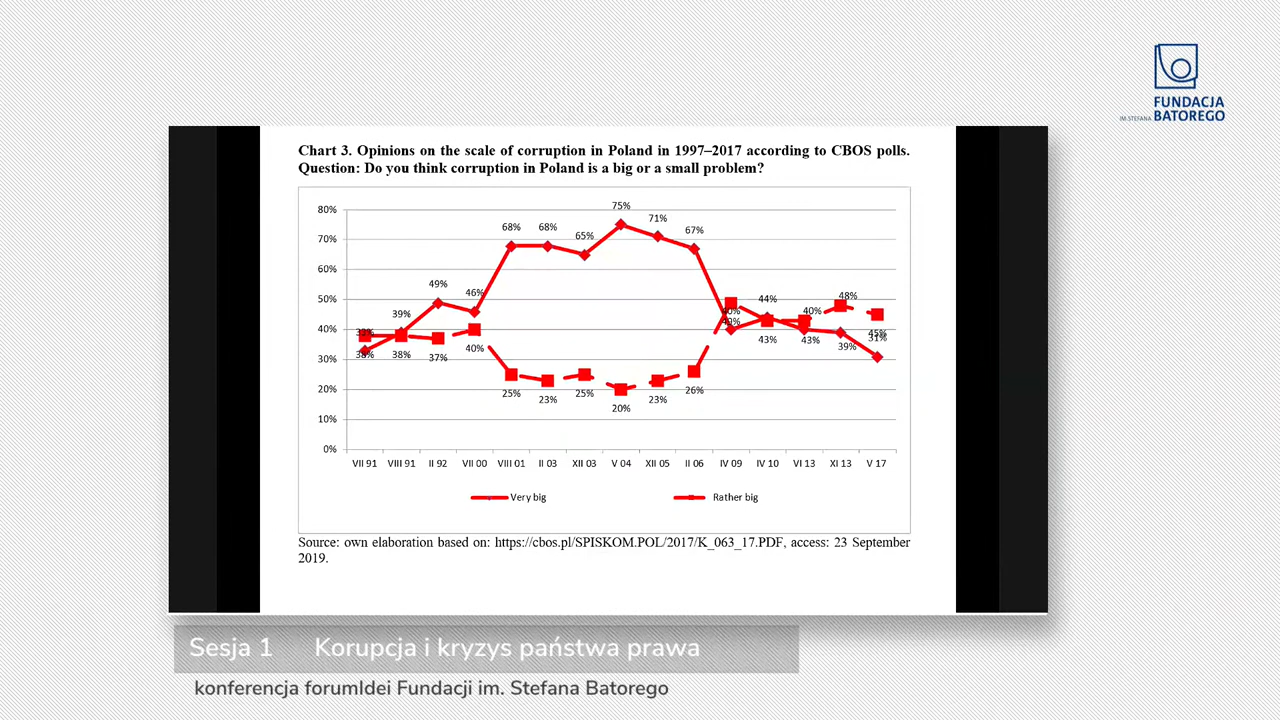 FUNDACJA
IM. STEFANA BATOREGO
Chart 3. Opinions on the scale of corruption in Poland in 1997–2017 according to CBOS polls.
Question: Do you think corruption in Poland is a big or a small problem?
80%
70%
60%
50%
40%
30%
20%
10%
0%
39%
49%
46%
68%
68%
65%
75%
71%
67%
40%
44%
40%
48%
38%
38%
37%
40%
25%
23%
25%
20%
23%
26%
43%
43%
39%
45%
31%
VII 91
VIII 91
II 92
VII 00
VIII 01
II 03
XII 03
V 04
XII 05
II 06
IV 09
IV 10
VI 13
XI 13
V 17
Very big
Rather big
Source: own elaboration based on: https://cbos.pl/SPISKOM.POL/2017/K_063_17.PDF, access: 23 September
2019.
Sesja 1 Korupcja i kryzys państwa prawa
konferencja forumIdei Fundacji im. Stefana Batorego